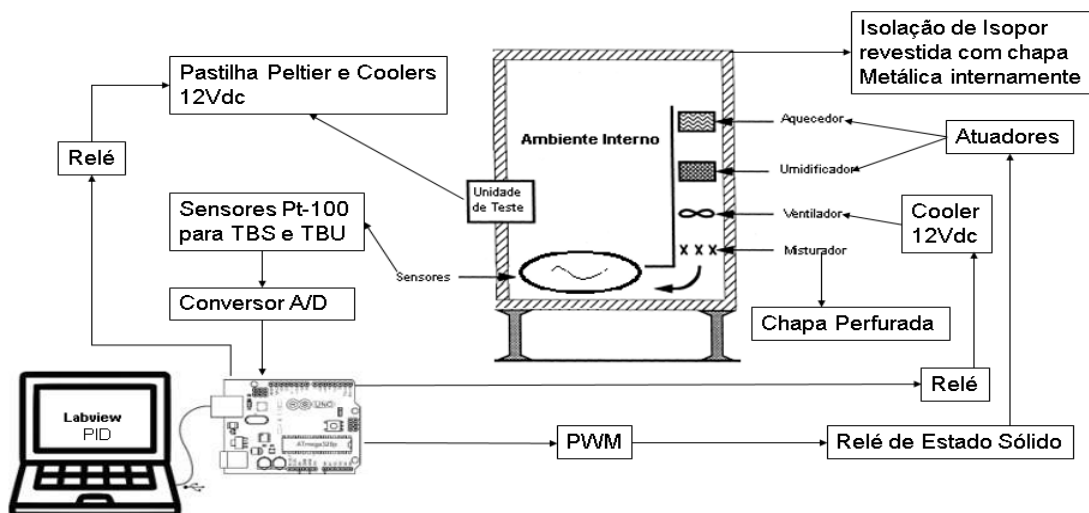 Isolação de Isopor
revestida com chapa
Metálica internamente
Pastilha Peltier e Coolers
12Vdc
Aquecedor
Atuadores
Ambiente Interno
Relé
Umidificador
Unidade
de Teste
Sensores Pt-100
para TBS e TBU
Cooler
12Vdc
Ventilador
Misturador
Sensores
Conversor A/D
Chapa Perfurada
Relé
Labview
PID
UNO
ATmega328p
PWM
Relé de Estado Sólido